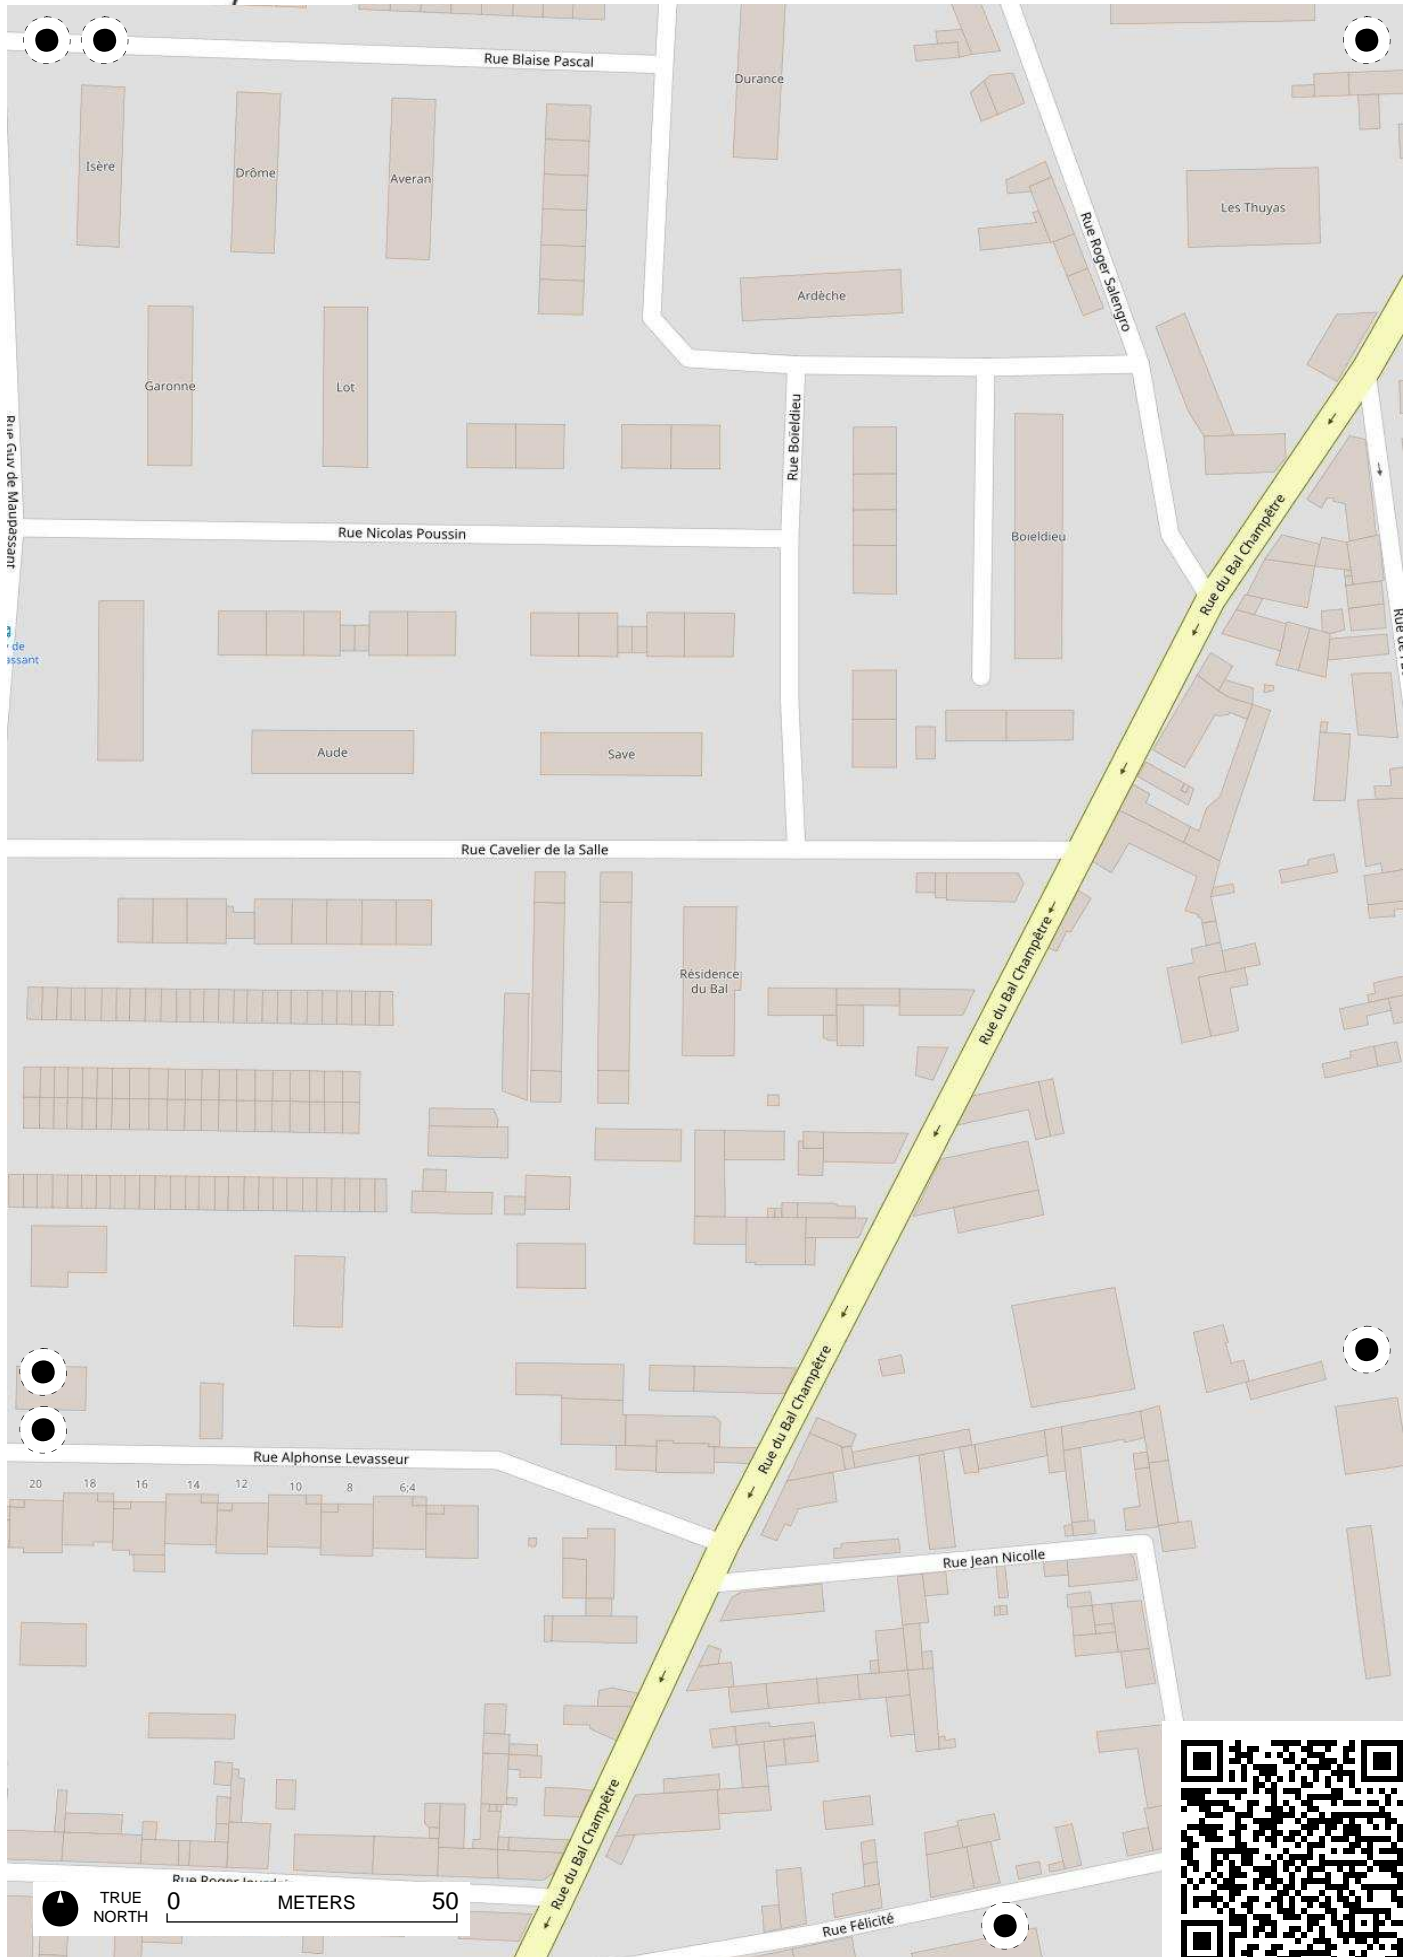 Rue Blaise Pascal
Durance
Isère
Drôme
Averan
Les Thuyas
Rue Roger Salengro
Ardèche
Garonne
Lot
Rue Boieldieu
Rue Guy de Maupassant
Rue Nicolas Poussin
Boieldieu
Rue du Bal Champêtre
de
assant
Aude
Save
Rue Cavelier de la Salle
Rue du Bal Champêtre
Résidence
du Bal
Rue du Bal Champêtre
Rue Alphonse Levasseur
20 18 16 14 12 10 8 6;4
Rue Jean Nicolle
Rue du Bal Champêtre
TRUE
NORTH
0 METERS 50
Rue Félicité